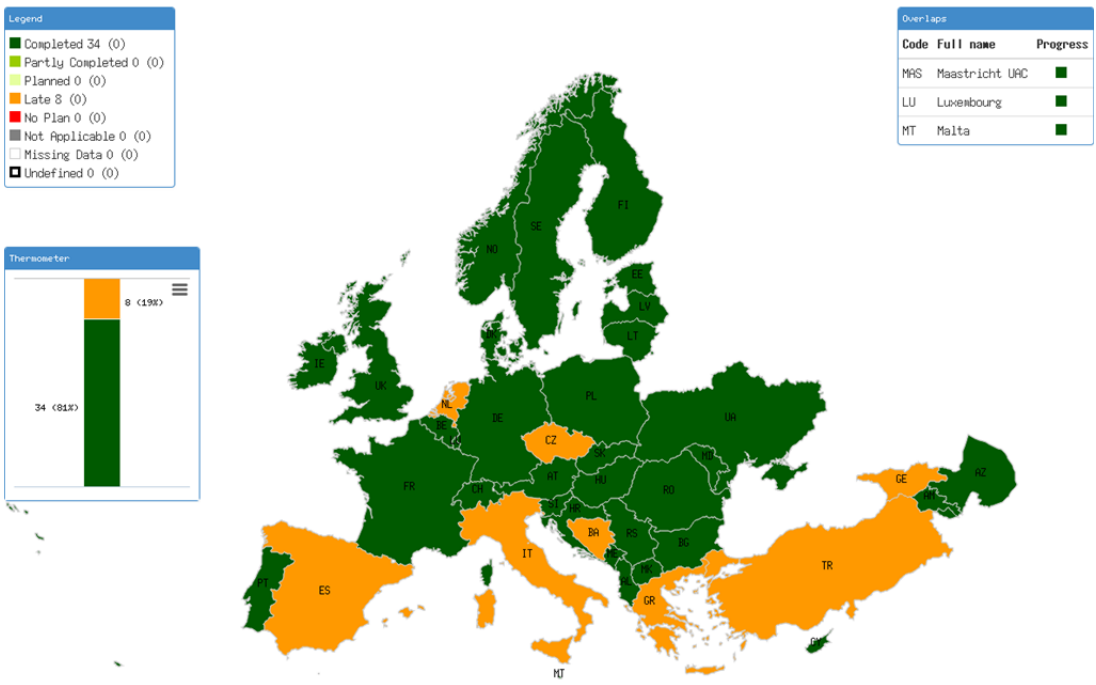 Legend
Completed 34 (0)
Partly Completed 0 (0)
Planned 0 (0)
Late 8 (0)
No Plan 0 (0)
Not Applicable 0 (0)
Missing Data 0 (0)
Undefined 0 (0)
Overlaps
Code Full name Progress
MAS Maastricht UAC
LU Luxembourg
MT Malta
Thermometer
8 (19%)
34 (81%)
FI
SE
NO
EE
LV
LT
DK
IE
UK
NL
PL
DE
BE
UA
CZ
SK
MD
AT
HU
FR
CH
RO
AZ
GE
AM
SI
HR
BA
RS
BG
IT
ME
MK
TR
AL
PT
ES
GR
CY
MT